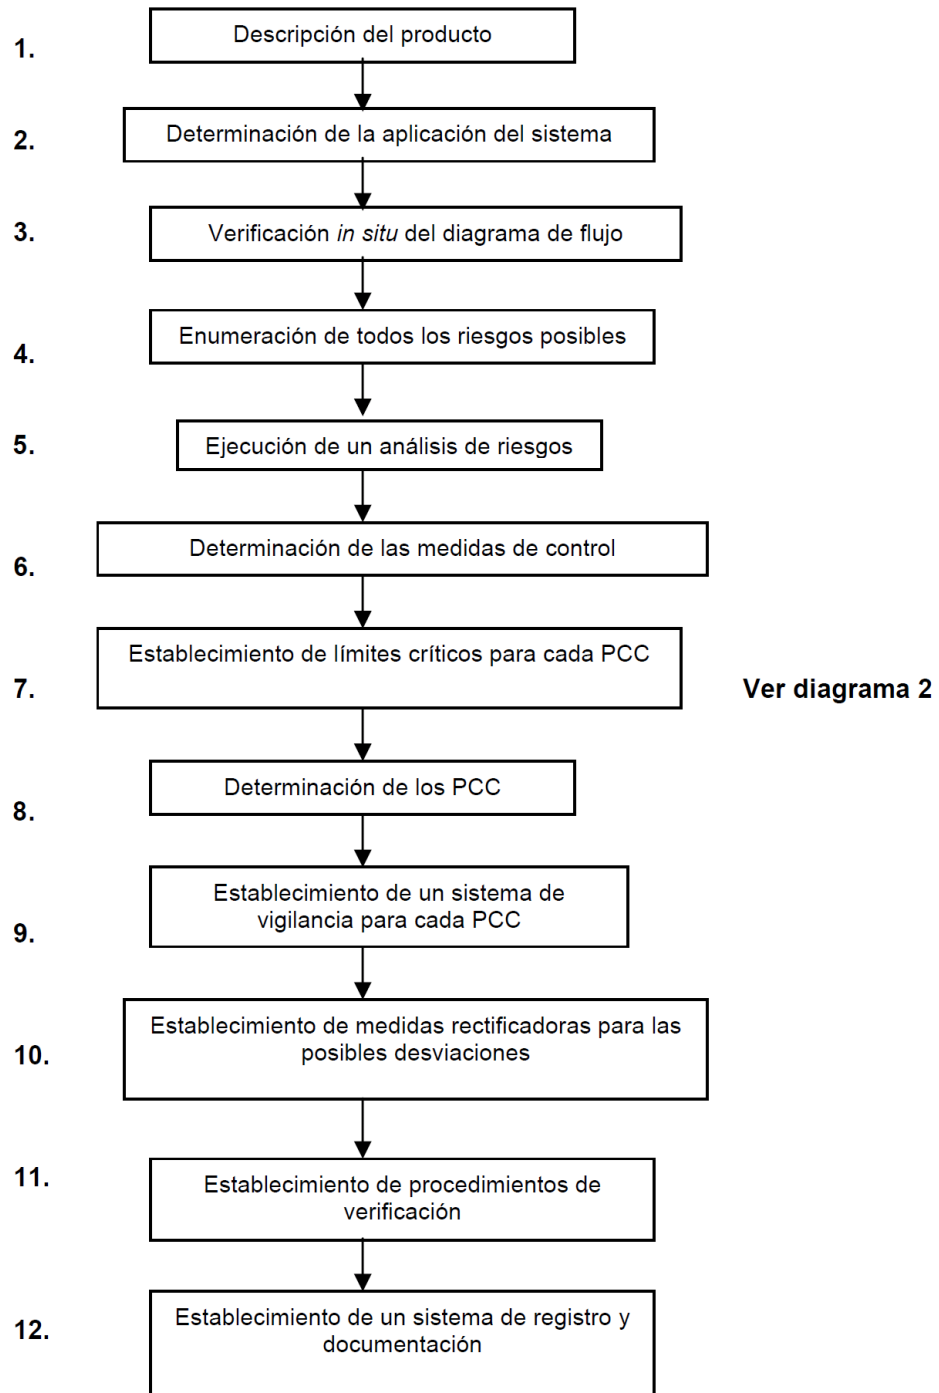 1.
Descripción del producto
2.
Determinación de la aplicación del sistema
3.
Verificación in situ del diagrama de flujo
4.
Enumeración de todos los riesgos posibles
5.
Ejecución de un análisis de riesgos
6.
Determinación de las medidas de control
7.
Establecimiento de límites críticos para cada PCC
Ver diagrama 2
8.
Determinación de los PCC
9.
Establecimiento de un sistema de
vigilancia para cada PCC
10.
Establecimiento de medidas rectificadoras para las
posibles desviaciones
11.
Establecimiento de procedimientos de
verificación
12.
Establecimiento de un sistema de registro y
documentación